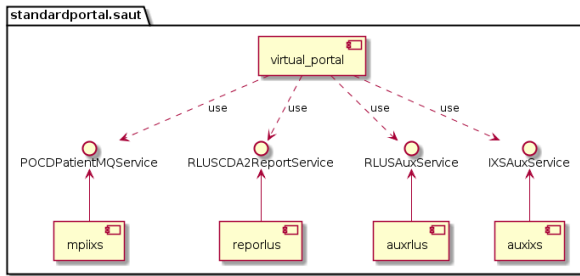 standardportal.saut
virtual_portal
use
use
use
use
POCDPatientMQService
RLUSCDA2ReportService
RLUSAuxService
IXSAuxService
mpiixs
reporlus
auxrlus
auxixs